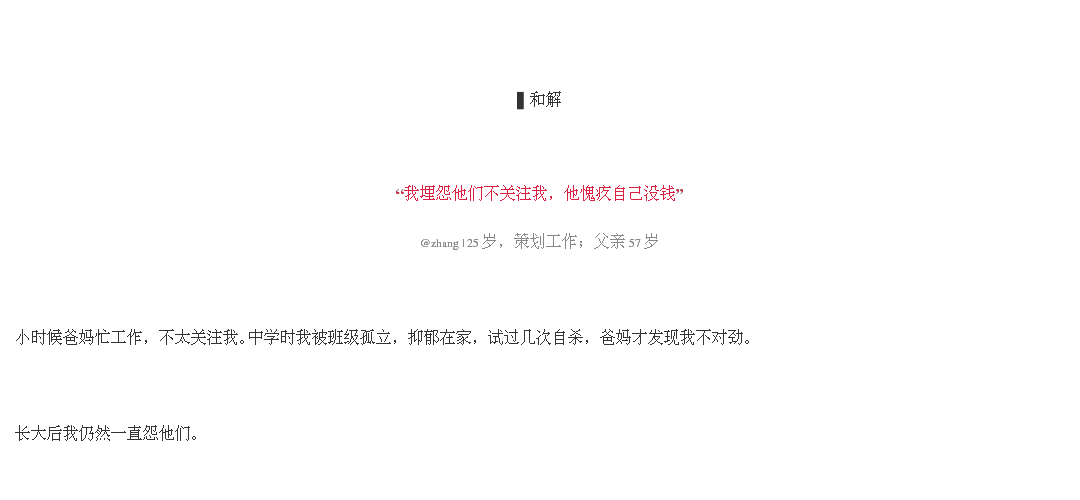 ▋和解
“我埋怨他们不关注我，他愧疚自己没钱”
@zhang | 25 岁，策划工作；父亲 57 岁
小时候爸妈忙工作，不太关注我。中学时我被班级孤立，抑郁在家，试过几次自杀，爸妈才发现我不对劲。
长大后我仍然一直怨他们。